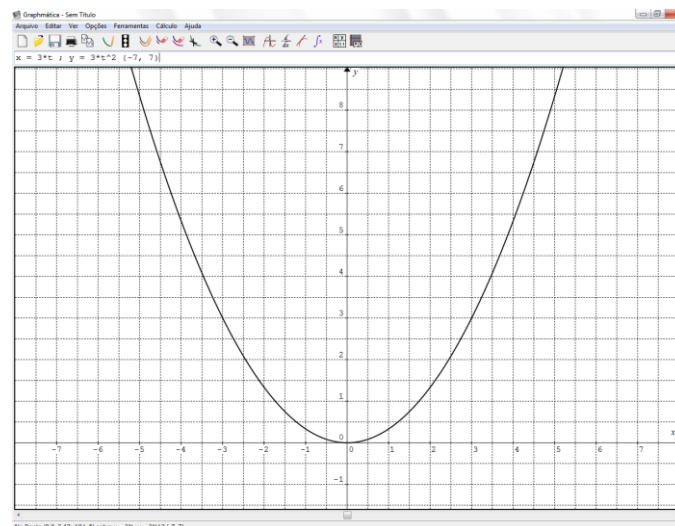 Graphmática - Sem Título
Arquivo Editar Ver Opções Ferramentas Cálculo Ajuda
x = 3*t ; y = 3*t^2 {-7, 7}
y
8
7
6
5
4
3
2
1
0
-7 -6 -5 -4 -3 -2 -1 0 1 2 3 4 5 6 7 x
-1